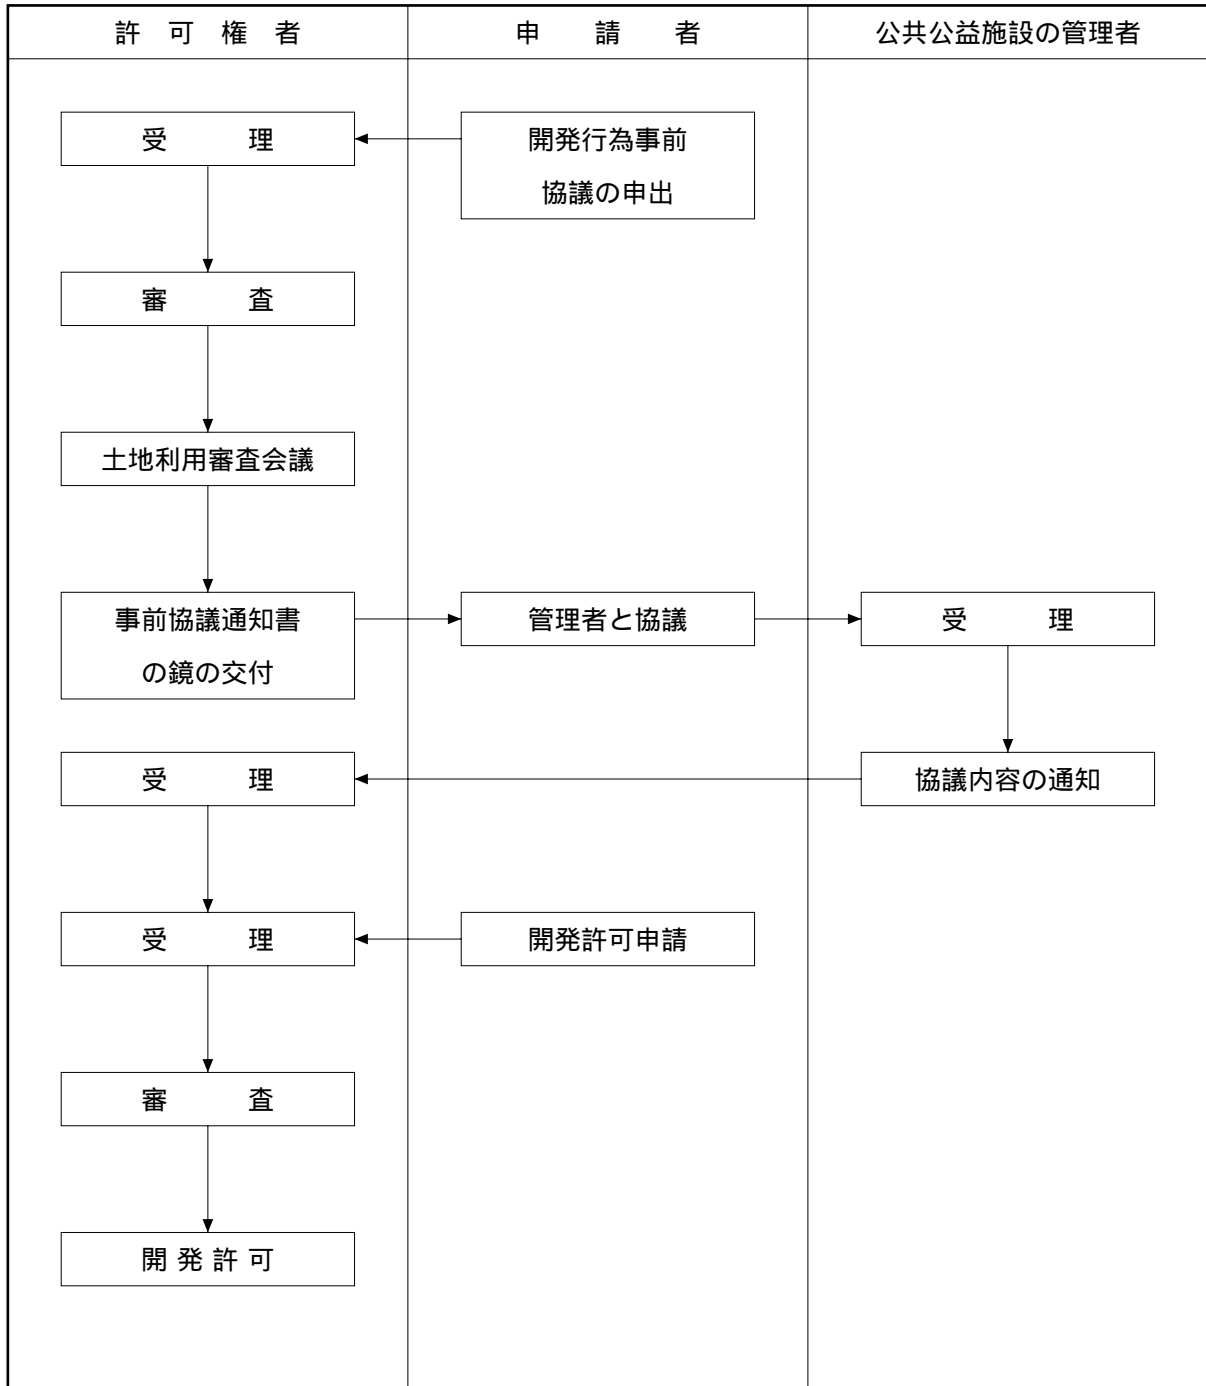 許可権者
申請者
公共公益施設の管理者
受理
開発行為事前
協議の申出
審査
土地利用審査会議
事前協議通知書
の鏡の交付
管理者と協議
受理
受理
協議内容の通知
受理
開発許可申請
審査
開発許可